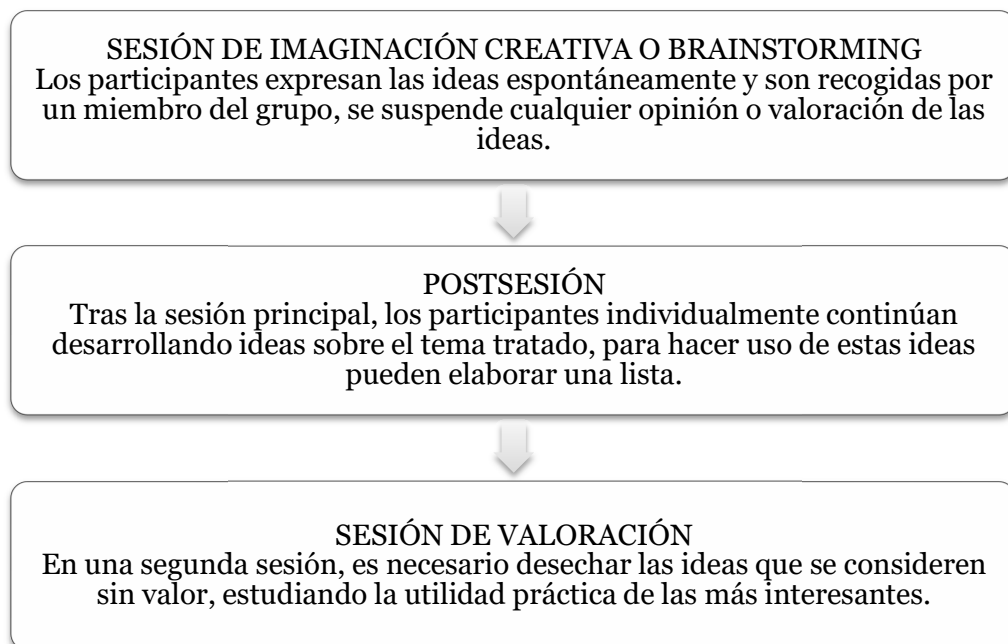 SESIÓN DE IMAGINACIÓN CREATIVA O BRAINSTORMING
Los participantes expresan las ideas espontáneamente y son recogidas por
un miembro del grupo, se suspende cualquier opinión o valoración de las
ideas.
POSTSESIÓN
Tras la sesión principal, los participantes individualmente continúan
desarrollando ideas sobre el tema tratado, para hacer uso de estas ideas
pueden elaborar una lista.
SESIÓN DE VALORACIÓN
En una segunda sesión, es necesario desechar las ideas que se consideren
sin valor, estudiando la utilidad práctica de las más interesantes.